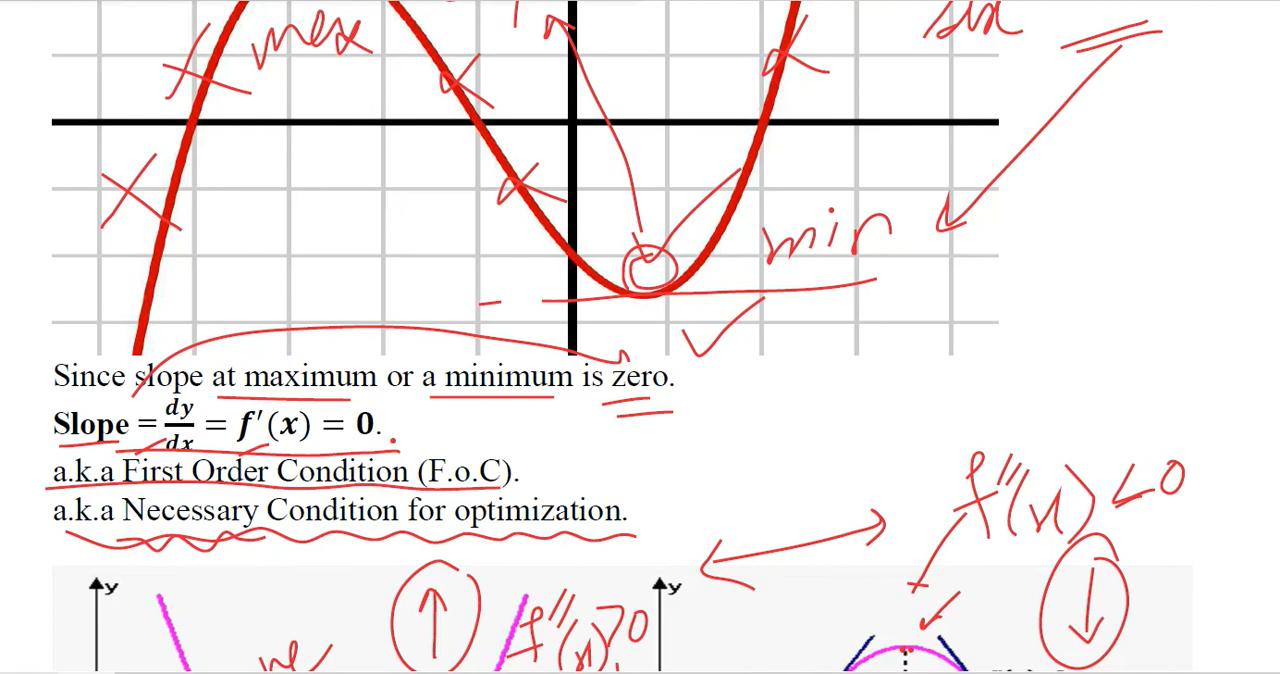 max
dx
min
Since slope at maximum or a minimum is zero.
Slope = dy/dx = f′(x) = 0.
a.k.a First Order Condition (F.o.C).
a.k.a Necessary Condition for optimization.
f″(x) < 0
y
y
f″(x) > 0